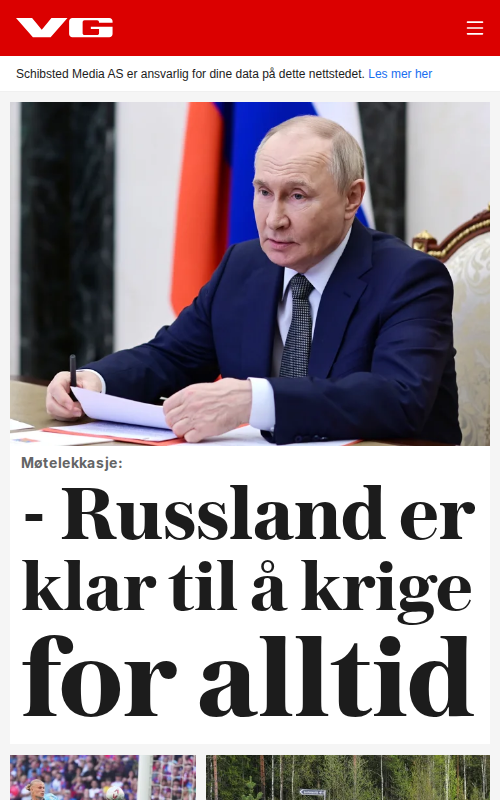 VG
Schibsted Media AS er ansvarlig for dine data på dette nettstedet. Les mer her
Møtelekkasje:
- Russland er
klar til å krige
for alltid